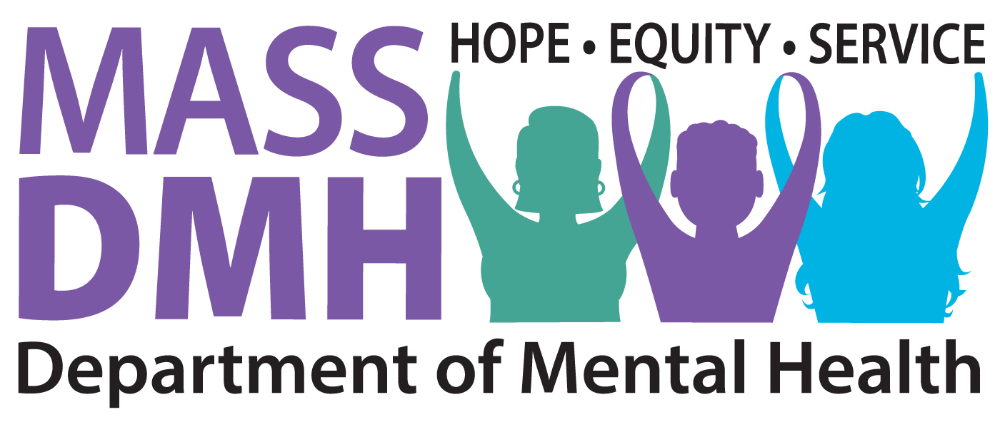 MASS
DMH
HOPE • EQUITY • SERVICE
Department of Mental Health